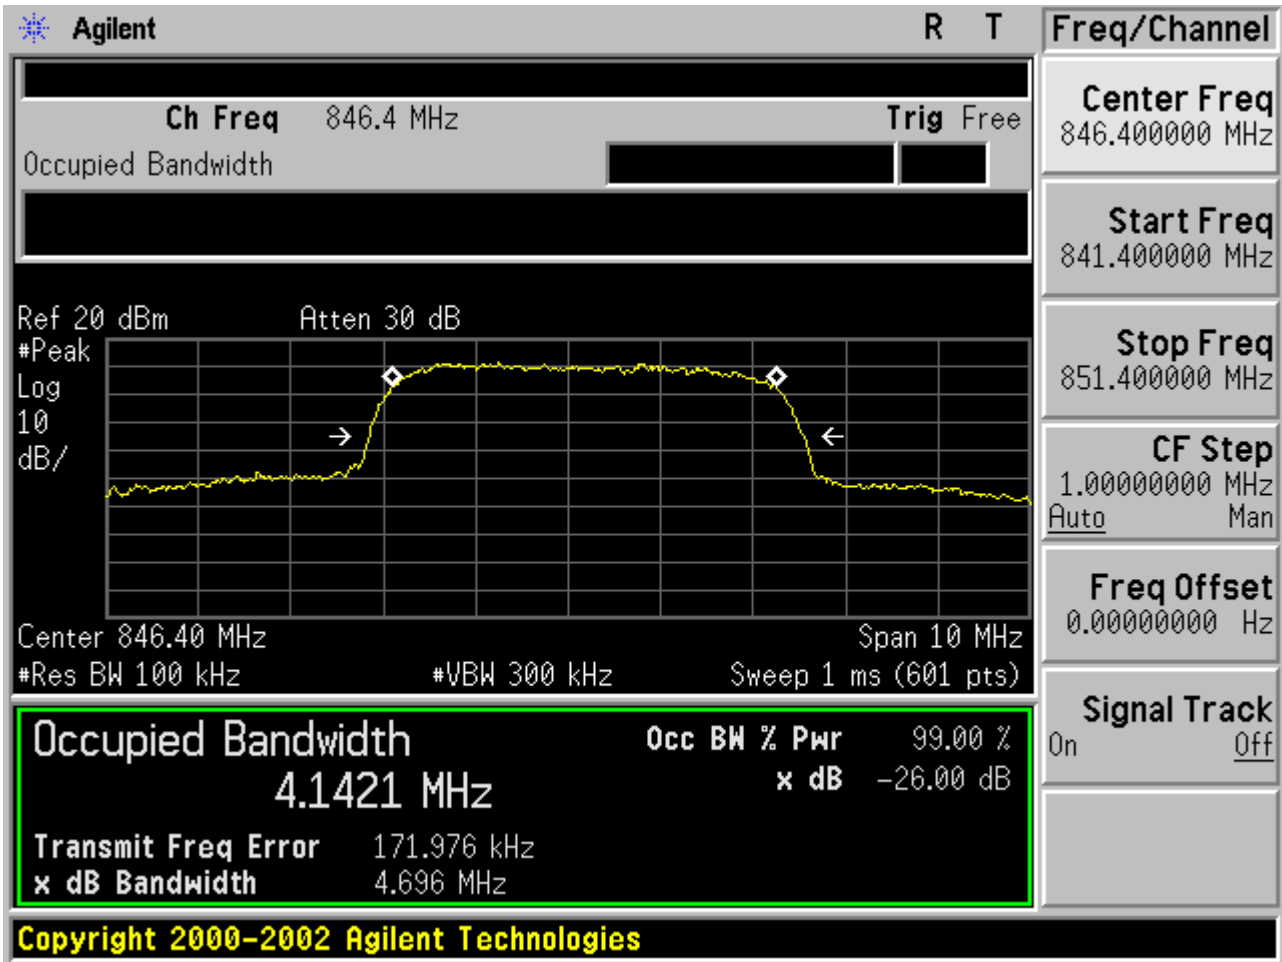 Agilent R T
Freq/Channel
Ch Freq 846.4 MHz Trig Free
Occupied Bandwidth
Center Freq
846.400000 MHz
Start Freq
841.400000 MHz
Stop Freq
851.400000 MHz
CF Step
1.00000000 MHz
Auto Man
Freq Offset
0.00000000 Hz
Signal Track
On Off
Ref 20 dBm Atten 30 dB
#Peak
Log
10
dB/
Center 846.40 MHz Span 10 MHz
#Res BW 100 kHz #VBW 300 kHz Sweep 1 ms (601 pts)
Occupied Bandwidth
4.1421 MHz
Occ BW % Pwr 99.00 %
x dB -26.00 dB
Transmit Freq Error 171.976 kHz
x dB Bandwidth 4.696 MHz
Copyright 2000-2002 Agilent Technologies